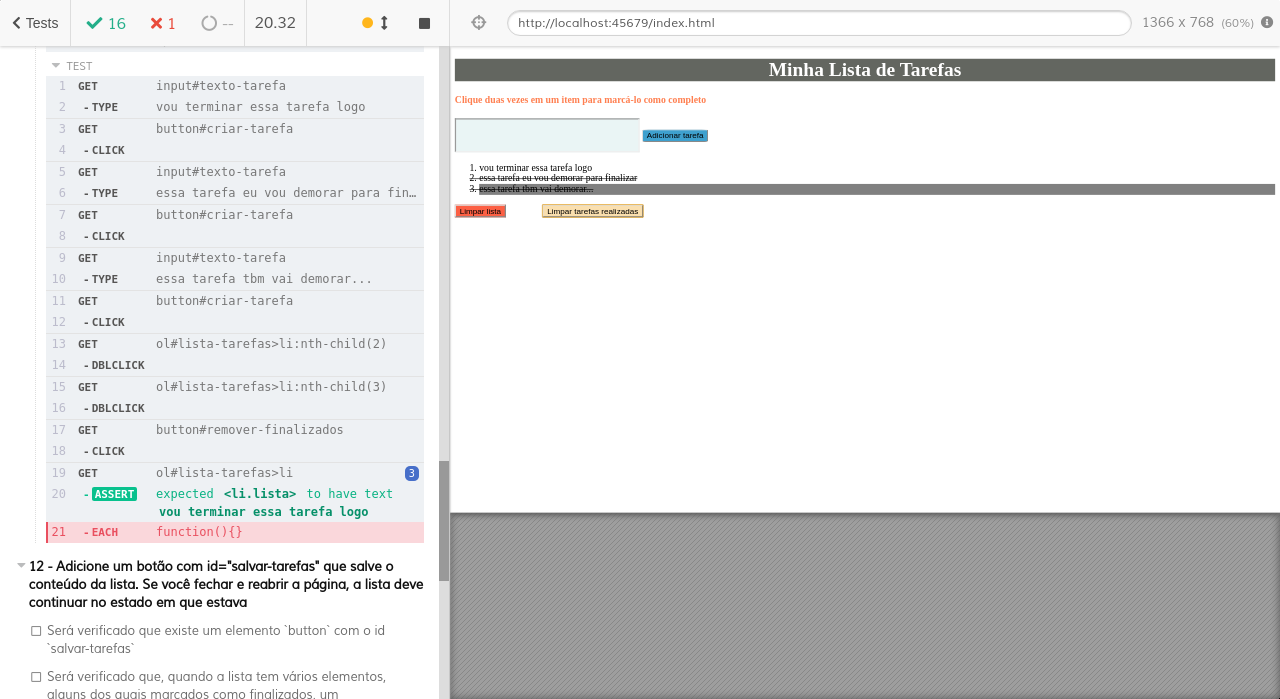 Tests 16 1 -- 20.32 http://localhost:45679/index.html 1366 x 768 (60%)
TEST
1 GET input#texto-tarefa
2 - TYPE vou terminar essa tarefa logo
3 GET button#criar-tarefa
4 - CLICK
5 GET input#texto-tarefa
6 - TYPE essa tarefa eu vou demorar para fin…
7 GET button#criar-tarefa
8 - CLICK
9 GET input#texto-tarefa
10 - TYPE essa tarefa tbm vai demorar...
11 GET button#criar-tarefa
12 - CLICK
13 GET ol#lista-tarefas>li:nth-child(2)
14 - DBLCLICK
15 GET ol#lista-tarefas>li:nth-child(3)
16 - DBLCLICK
17 GET button#remover-finalizados
18 - CLICK
19 GET ol#lista-tarefas>li 3
20 - ASSERT expected <li.lista> to have text
vou terminar essa tarefa logo
21 - EACH function(){}
12 - Adicione um botão com id="salvar-tarefas" que salve o
conteúdo da lista. Se você fechar e reabrir a página, a lista deve
continuar no estado em que estava
Será verificado que existe um elemento `button` com o id
`salvar-tarefas`
Será verificado que, quando a lista tem vários elementos,
alguns dos quais marcados como finalizados, um
Minha Lista de Tarefas
Clique duas vezes em um item para marcá-lo como completo
Adicionar tarefa
1. vou terminar essa tarefa logo
2. essa tarefa eu vou demorar para finalizar
3. essa tarefa tbm vai demorar...
Limpar lista Limpar tarefas realizadas